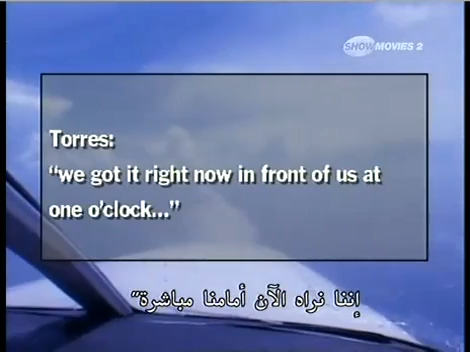 SHOWMOVIES 2
Torres:
“we got it right now in front of us at
one o'clock...”
إننا نراه الآن أمامنا مباشرة"